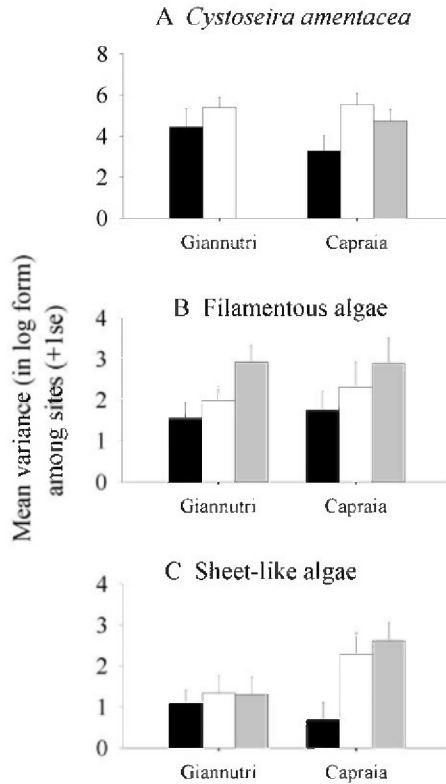 A Cystoseira amentacea
8
6
4
2
0
Giannutri Capraia
B Filamentous algae
4
3
2
1
0
Giannutri Capraia
C Sheet-like algae
4
3
2
1
0
Giannutri Capraia
Mean variance (in log form)
among sites (+1se)